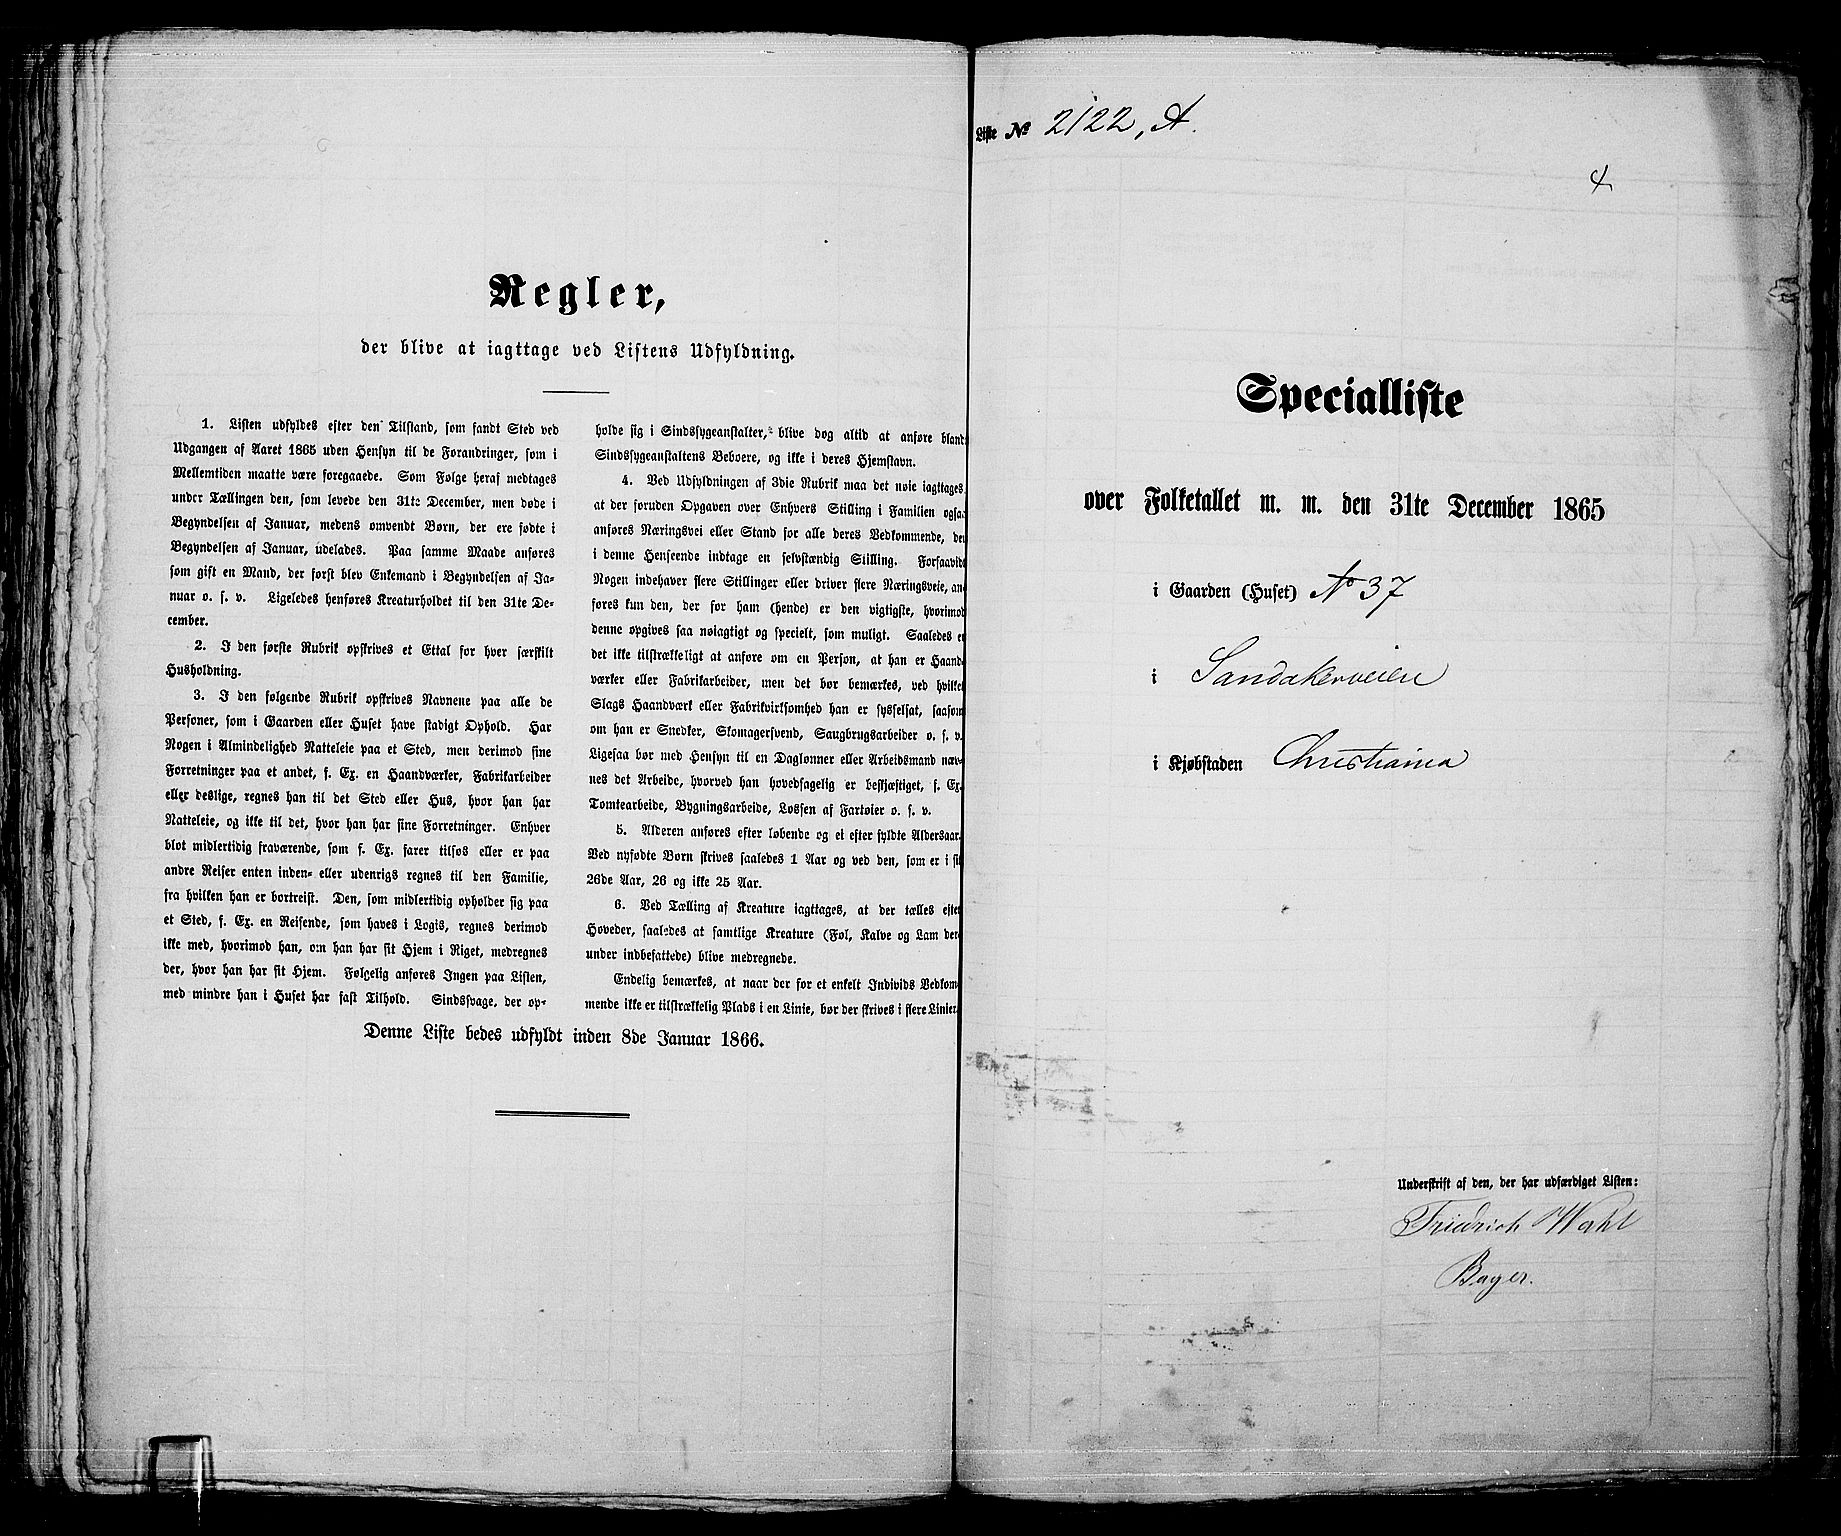 Regler,
der blive at iagttage ved Listens Udfyldning.
1. Listen udfyldes efter den Tilstand, som fandt Sted ved
Udgangen af Aaret 1865 uden Hensyn til de Forandringer, som i
Mellemtiden maatte være foregaaede. Som Følge heraf medtages
under Tællingen den, som levede den 31te December, men døde i
Begyndelsen af Januar, medens omvendt Børn, der ere fødte i
Begyndelsen af Januar, udelades. Paa samme Maade anføres
som gift en Mand, der først blev Enkemand i Begyndelsen af Ja-
nuar o. s. v. Ligeledes henføres Kreaturholdet til den 31te De-
cember.
2. I den første Rubrik opskrives et Ettal for hver særskilt
Husholdning.
3. I den følgende Rubrik opskrives Navnene paa alle de
Personer, som i Gaarden eller Huset have stadigt Ophold. Har
Nogen i Almindelighed Natteleie paa et Sted, men derimod sine
Forretninger paa et andet, f. Ex. en Haandværker, Fabrikarbeider
eller deslige, regnes han til det Sted eller Hus, hvor han har
Natteleie, og ikke til det, hvor han har sine Forretninger. Enhver
blot midlertidig fraværende, som f. Ex. farer tilsøs eller er paa
andre Reiser enten inden- eller udenrigs regnes til den Familie,
fra hvilken han er bortreist. Den, som midlertidig opholder sig paa
et Sted, f. Ex. en Reisende, som haves i Logis, regnes derimod
ikke med, hvorimod han, om han har sit Hjem i Riget, medregnes
der, hvor han har sit Hjem. Følgelig anføres Ingen paa Listen,
med mindre han i Huset har fast Tilhold. Sindssvage, der op-
holde sig i Sindssygeanstalter, blive dog altid at anføre bland
Sindssygeanstaltens Beboere, og ikke i deres Hjemstavn.
4. Ved Udfyldningen af 3die Rubrik maa det nøie iagttages,
at der foruden Opgaven over Enhvers Stilling i Familien ogsaa
anføres Næringsvei eller Stand for alle deres Vedkommende, der
i denne Henseende indtage en selvstændig Stilling. Forsaavidt
Nogen indehaver flere Stillinger eller driver flere Næringsveie, an
føres kun den, der for ham (hende) er den vigtigste, hvorimod
denne opgives saa nøiagtigt og specielt, som muligt. Saaledes er
det ikke tilstrækkeligt at anføre om en Person, at han er Haand-
værker eller Fabrikarbeider, men det bør bemærkes, ved hvilket
Slags Haandværk eller Fabrikvirksomhed han er sysselsat, saasom
om han er Snedker, Skomagersvend, Saugbrugsarbeider o. s. v.
Ligesaa bør med Hensyn til en Daglønner eller Arbeidsmand næv-
nes det Arbeide, hvorved han hovedsagelig er beskjæftiget, f. Ex.
Tomtearbeide, Bygningsarbeide, Lossen af Fartøier o. s. v.
5. Alderen anføres efter løbende og ei efter fyldte Aldersaar.
Ved nyfødte Børn skrives saaledes 1 Aar og ved den, som er i sit
26de Aar, 26 og ikke 25 Aar.
6. Ved Tælling af Kreature iagttages, at der tælles efter
Hoveder, saaledes at samtlige Kreature (Føl, Kalve og Lam der-
under indbefattede) blive medregnede.
Endelig bemærkes, at naar der for et enkelt Individs Vedkom-
mende ikke er tilstrækkelig Plads i en Linie, bør der skrives i flere Linier.
Denne Liste bedes udfyldt inden 8de Januar 1866.
Liste № 2122, A.
4
Specialliste
over Folketallet m. m. den 31te December 1865
i Gaarden (Huset) No 37
i Sandakerveien
i Kjøbstaden Christiania
Underskrift af den, der har udfærdiget Listen:
Friedrich Wahl
Bager.